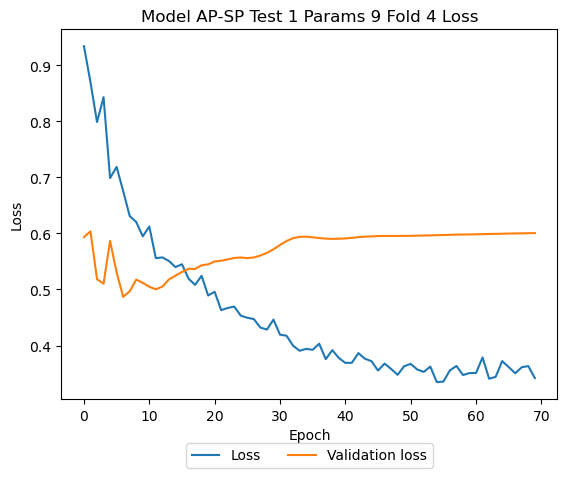 Model AP-SP Test 1 Params 9 Fold 4 Loss
Loss
0.9
0.8
0.7
0.6
0.5
0.4
0 10 20 30 40 50 60 70
Epoch
Loss Validation loss